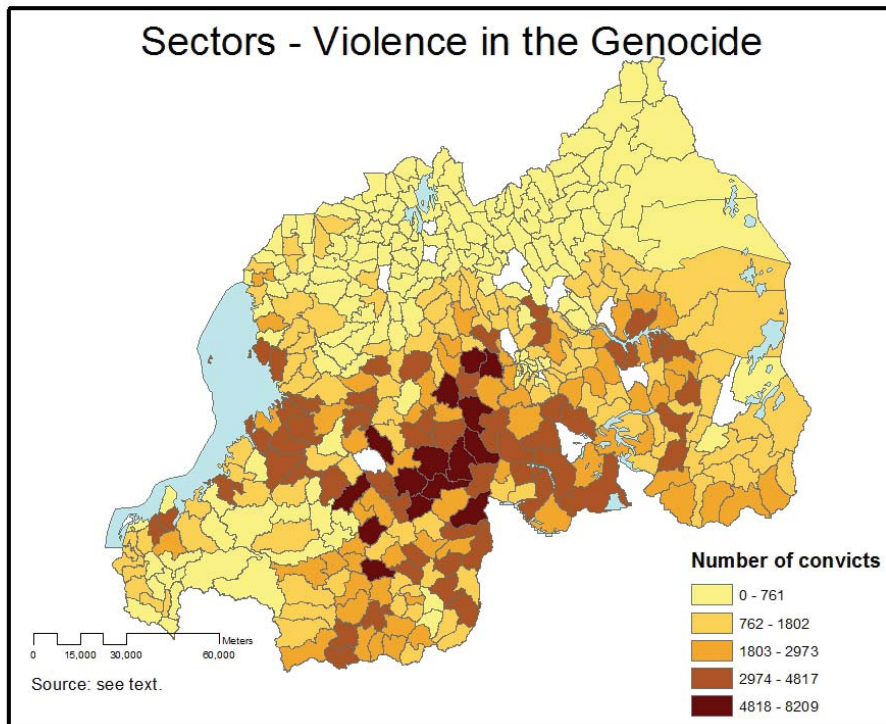 Sectors - Violence in the Genocide
Number of convicts
0 - 761
762 - 1802
1803 - 2973
2974 - 4817
4818 - 8209
Meters
0 15,000 30,000 60,000
Source: see text.